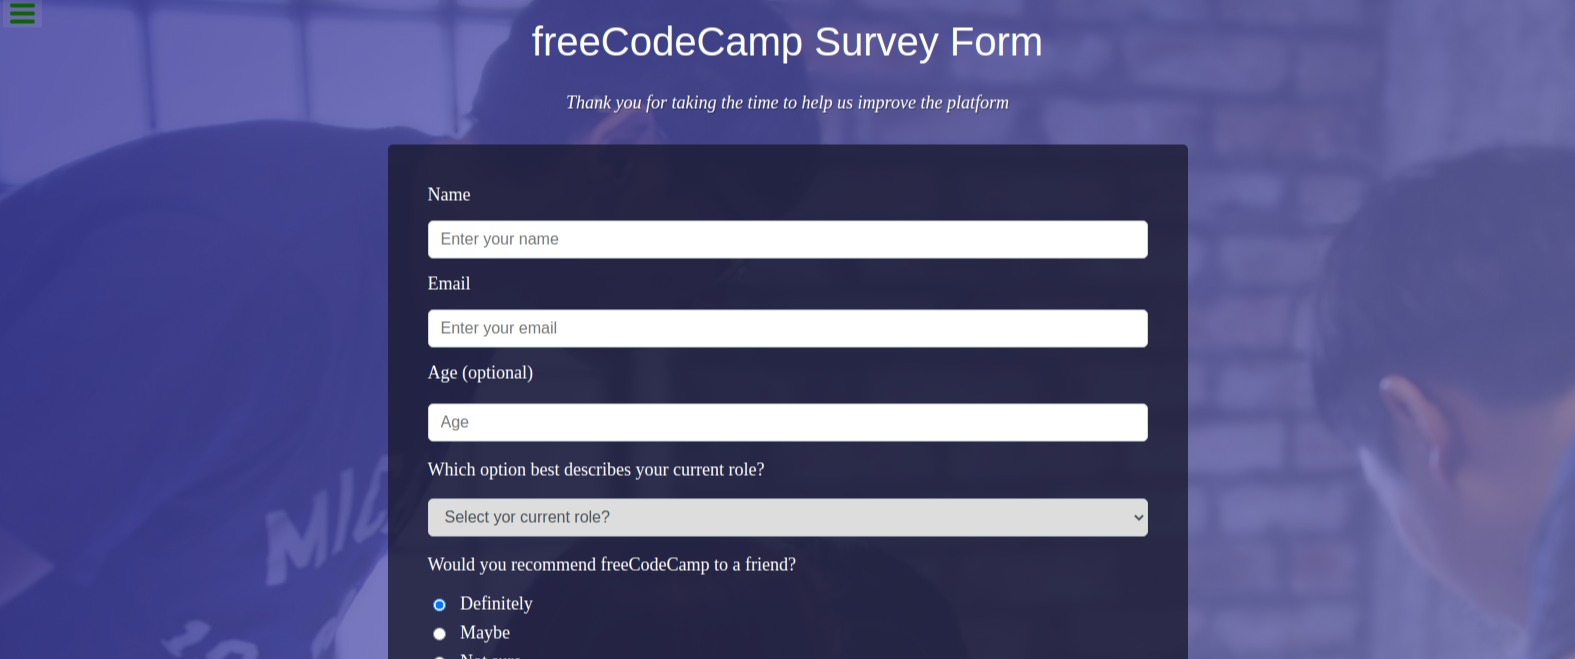 freeCodeCamp Survey Form
Thank you for taking the time to help us improve the platform
Name
Enter your name
Email
Enter your email
Age (optional)
Age
Which option best describes your current role?
Select yor current role?
Would you recommend freeCodeCamp to a friend?
Definitely
Maybe